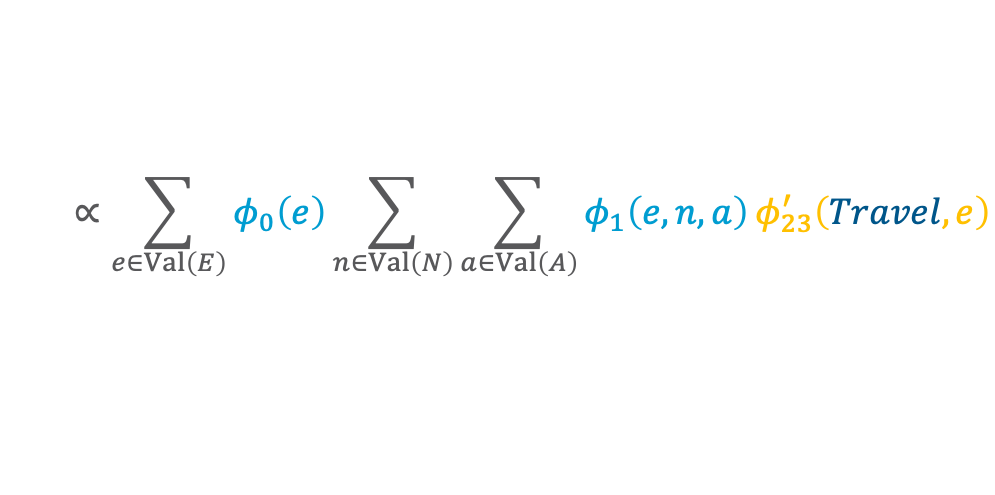 ∝ ∑ e∈Val(E) ϕ₀(e) ∑ n∈Val(N) ∑ a∈Val(A) ϕ₁(e, n, a) ϕ′₂₃(Travel, e)